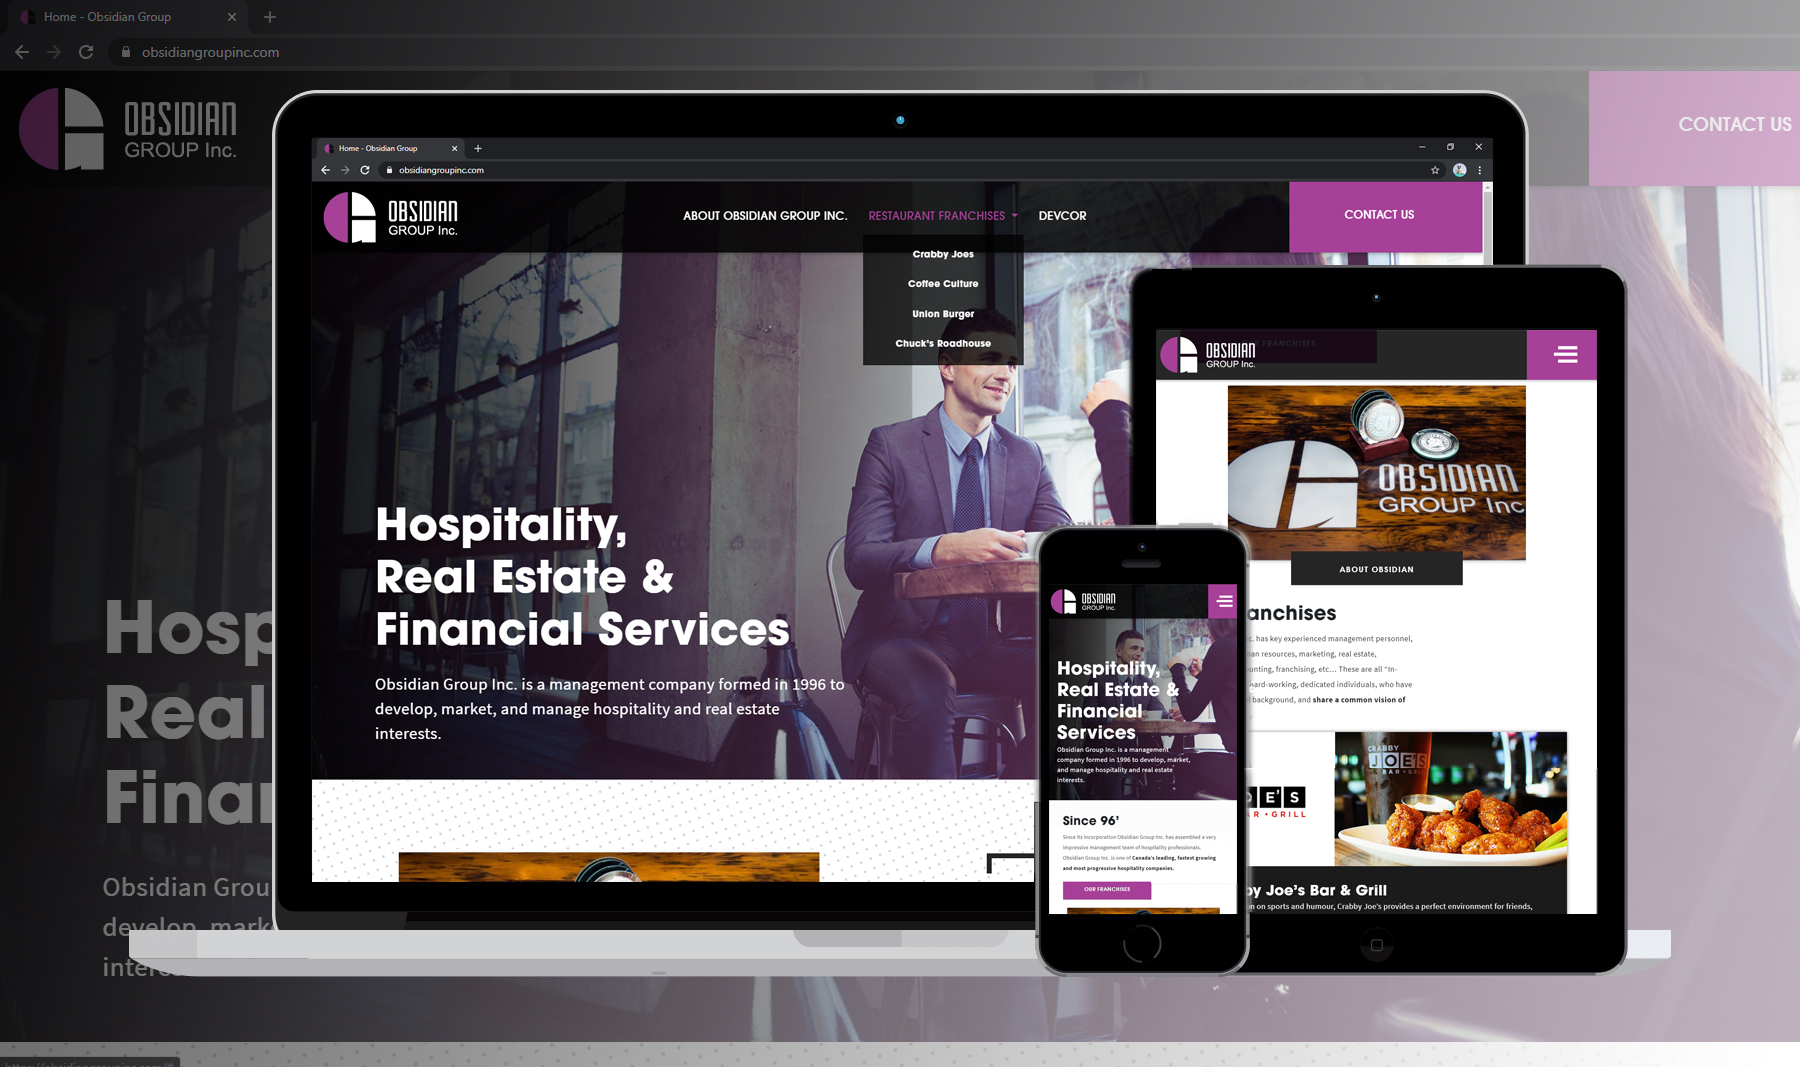 Home - Obsidian Group
obsidiangroupinc.com
OBSIDIAN
GROUP Inc.
CONTACT US
Hosp
Real
Finan
Obsidian Grou
develop, mark
Home - Obsidian Group
obsidiangroupinc.com
OBSIDIAN
GROUP Inc.
ABOUT OBSIDIAN GROUP INC.
RESTAURANT FRANCHISES
DEVCOR
CONTACT US
Crabby Joes
Coffee Culture
Union Burger
Chuck's Roadhouse
Hospitality,
Real Estate &
Financial Services
Obsidian Group Inc. is a management company formed in 1996 to
develop, market, and manage hospitality and real estate
interests.
OBSIDIAN
GROUP Inc.
FRANCHISES
OBSIDIAN
GROUP Inc
ABOUT OBSIDIAN
anchises
c. has key experienced management personnel,
an resources, marketing, real estate,
unting, franchising, etc... These are all "In-
hard-working, dedicated individuals, who have
l background, and share a common vision of
CRABBY
JOE'S
BAR • GRILL
E'S
AR • GRILL
by Joe's Bar & Grill
on on sports and humour, Crabby Joe's provides a perfect environment for friends,
OBSIDIAN
GROUP Inc.
Hospitality,
Real Estate &
Financial
Services
Obsidian Group Inc. is a management
company formed in 1996 to develop, market,
and manage hospitality and real estate
interests.
Since 96'
Since its incorporation Obsidian Group Inc. has assembled a very
impressive management team of hospitality professionals.
Obsidian Group Inc. is one of Canada's leading, fastest growing
and most progressive hospitality companies.
OUR FRANCHISES